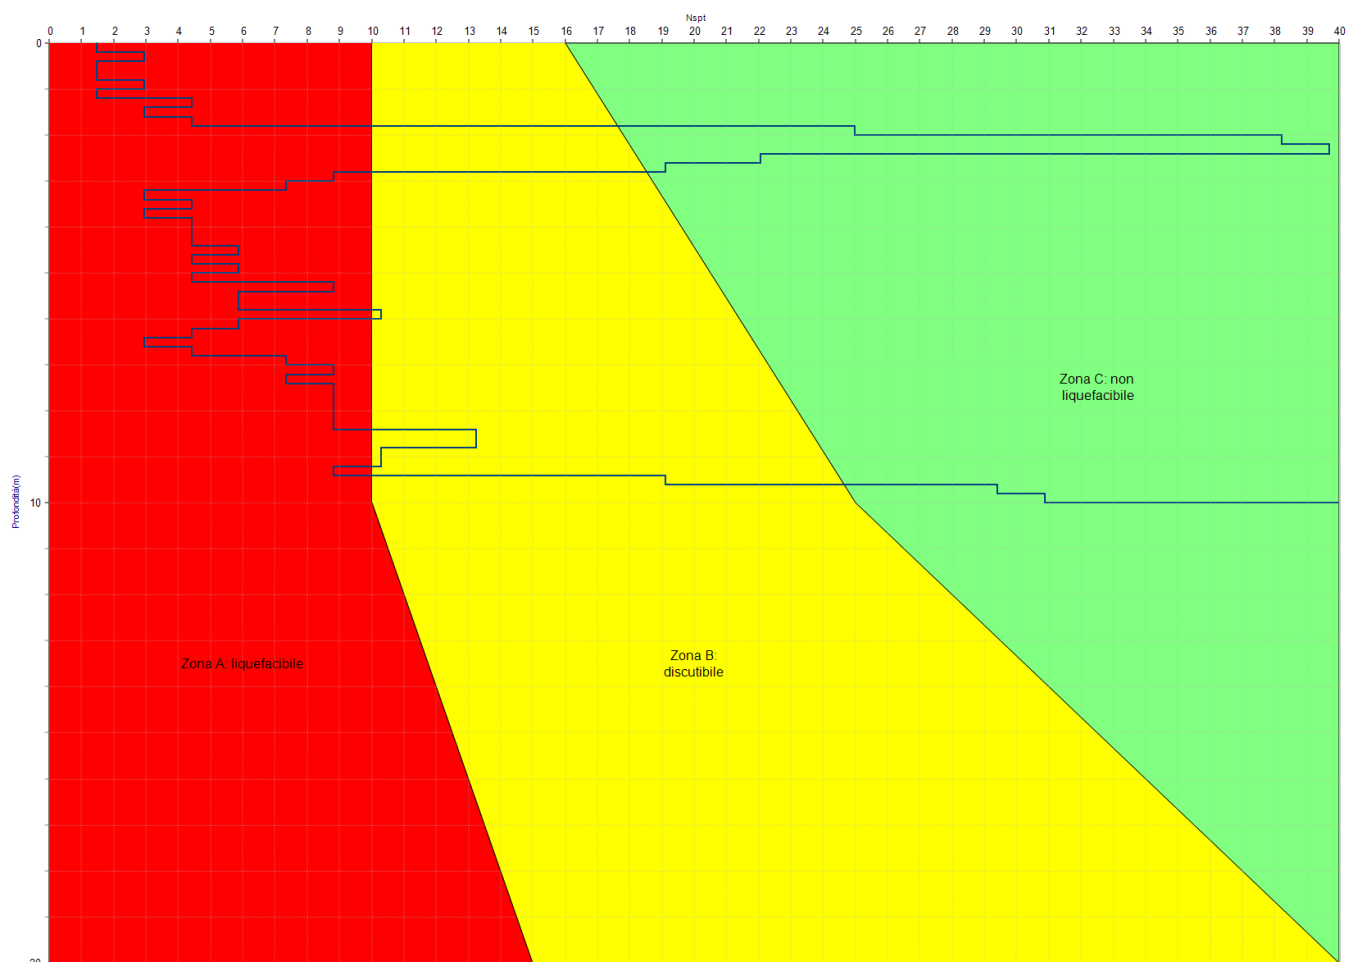 Nspt
0 1 2 3 4 5 6 7 8 9 10 11 12 13 14 15 16 17 18 19 20 21 22 23 24 25 26 27 28 29 30 31 32 33 34 35 36 37 38 39 40
0
Zona C: non
liquefacibile
Profondità(m)
10
Zona B:
discutibile
Zona A: liquefacibile
20